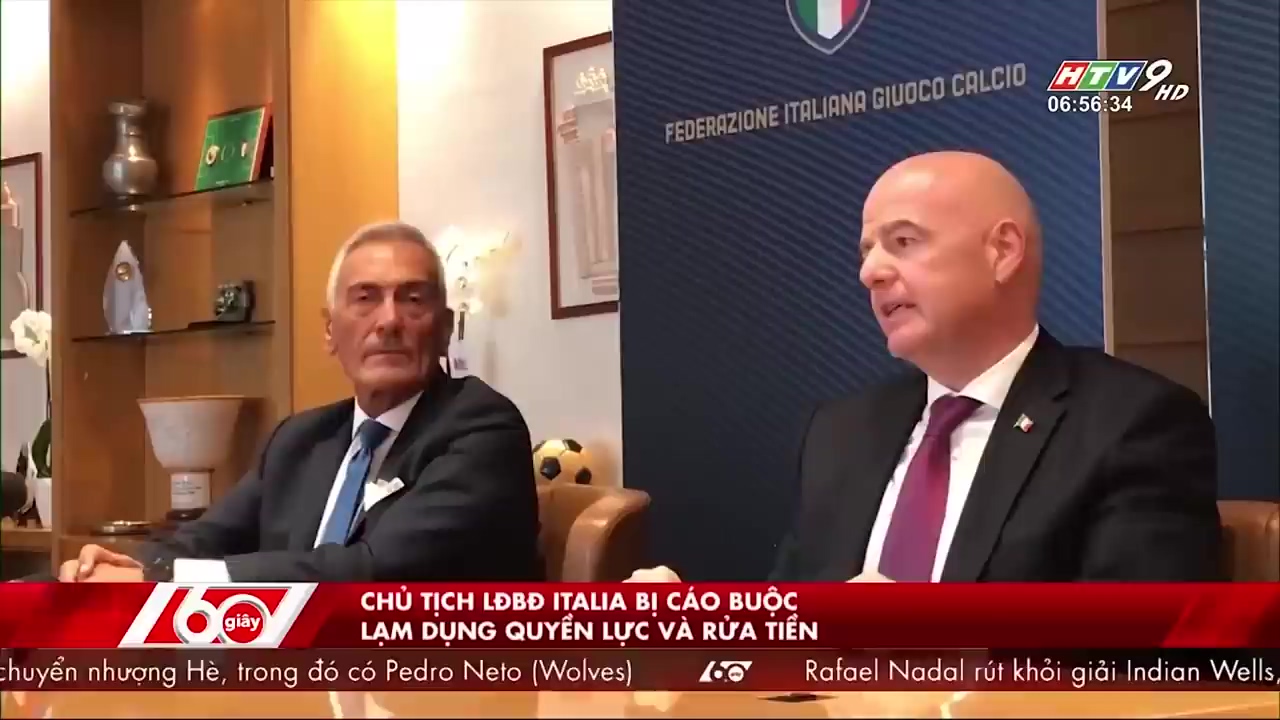 FEDERAZIONE ITALIANA GIUOCO CALCIO
HTV9 HD
06:56:34
60 giây
CHỦ TỊCH LĐBĐ ITALIA BỊ CÁO BUỘC
LẠM DỤNG QUYỀN LỰC VÀ RỬA TIỀN
chuyển nhượng Hè, trong đó có Pedro Neto (Wolves)
60 giây
Rafael Nadal rút khỏi giải Indian Wells,